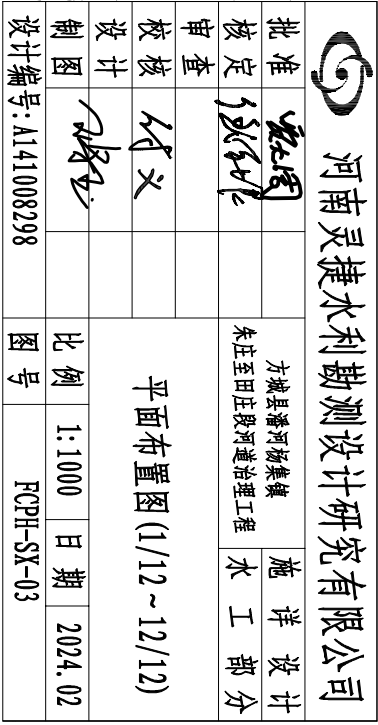 河南灵捷水利勘测设计研究有限公司
批准
核定
审查
校核
设计
制图
方城县潘河杨集镇
朱庄至田庄段河道治理工程
施详设计
水工部分
平面布置图(1/12~12/12)
比例 1:1000 日期 2024.02
设计编号:A141008298 图号 FCPH-SX-03